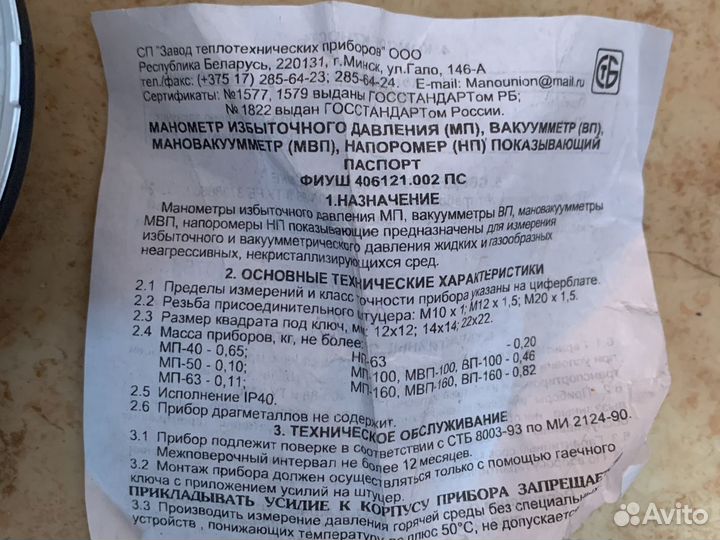 СП "Завод теплотехнических приборов" ООО
Республика Беларусь, 220131, г.Минск, ул.Гало, 146-А
тел./факс: (+375 17) 285-64-23; 285-64-24. E-mail: Manounion@mail.ru
Сертификаты: №1577, 1579 выданы ГОССТАНДАРТом РБ;
№1822 выдан ГОССТАНДАРТом России.
МАНОМЕТР ИЗБЫТОЧНОГО ДАВЛЕНИЯ (МП), ВАКУУММЕТР (ВП),
МАНОВАКУУММЕТР (МВП), НАПОРОМЕР (НП) ПОКАЗЫВАЮЩИЙ
ПАСПОРТ
ФИУШ 406121.002 ПС
1.НАЗНАЧЕНИЕ
Манометры избыточного давления МП, вакуумметры ВП, мановакуумметры
МВП, напоромеры НП показывающие предназначены для измерения
избыточного и вакуумметрического давления жидких и газообразных
неагрессивных, некристаллизирующихся сред.
2. ОСНОВНЫЕ ТЕХНИЧЕСКИЕ ХАРАКТЕРИСТИКИ
2.1 Пределы измерений и класс точности прибора указаны на циферблате.
2.2 Резьба присоединительного штуцера: М10 x 1; М12 x 1,5; М20 x 1,5.
2.3 Размер квадрата под ключ, мм: 12x12; 14x14; 22x22.
2.4 Масса приборов, кг, не более:
МП-40 - 0,65; НП-63 - 0,20
МП-50 - 0,10; МП-100, МВП-100, ВП-100 - 0,46
МП-63 - 0,11; МП-160, МВП-160, ВП-160 - 0,82
2.5 Исполнение IP40.
2.6 Прибор драгметаллов не содержит.
3. ТЕХНИЧЕСКОЕ ОБСЛУЖИВАНИЕ
3.1 Прибор подлежит поверке в соответствии с СТБ 8003-93 по МИ 2124-90.
Межповерочный интервал не более 12 месяцев.
3.2 Монтаж прибора должен осуществляться только с помощью гаечного
ключа с приложением усилий на штуцер.
ПРИКЛАДЫВАТЬ УСИЛИЕ К КОРПУСУ ПРИБОРА ЗАПРЕЩАЕТ
3.3 Производить измерение давления горячей среды без специальных
устройств , понижающих температуру до плюс 50°С, не допускается.
Avito